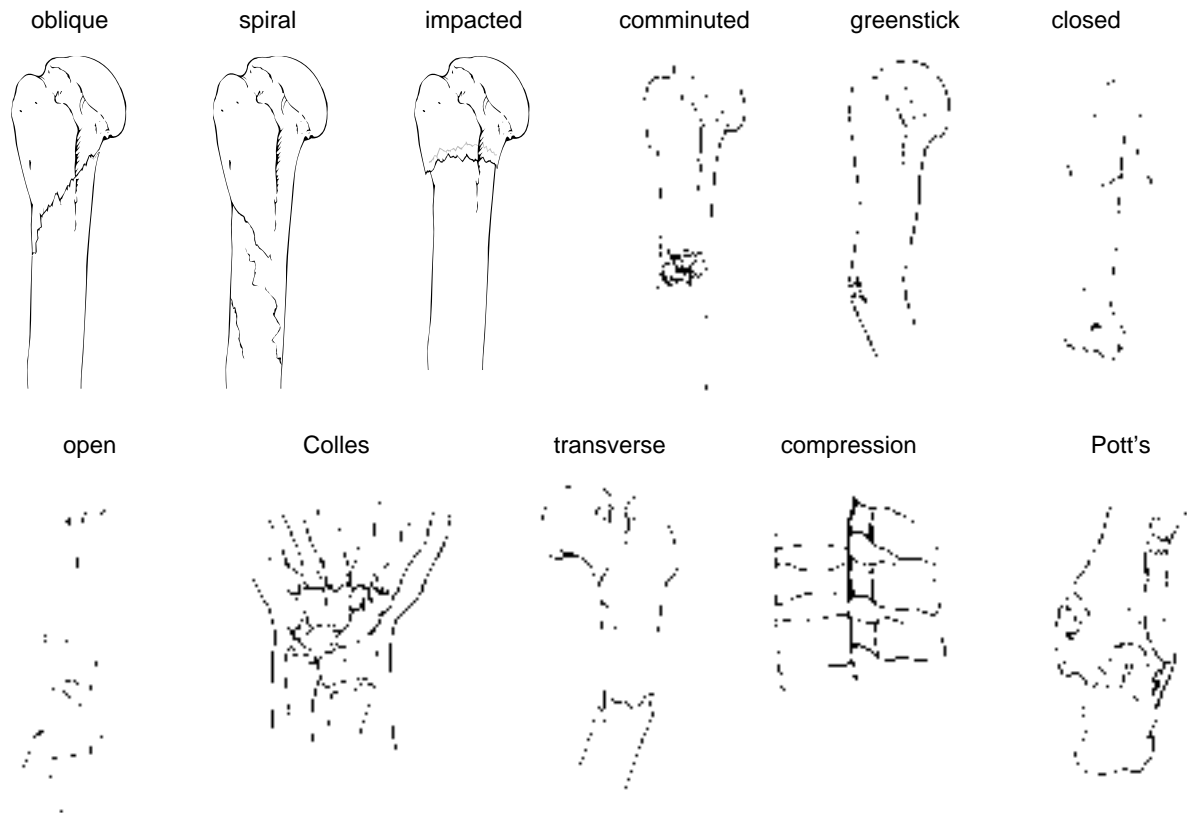 oblique spiral impacted comminuted greenstick closed
open Colles transverse compression Pott’s